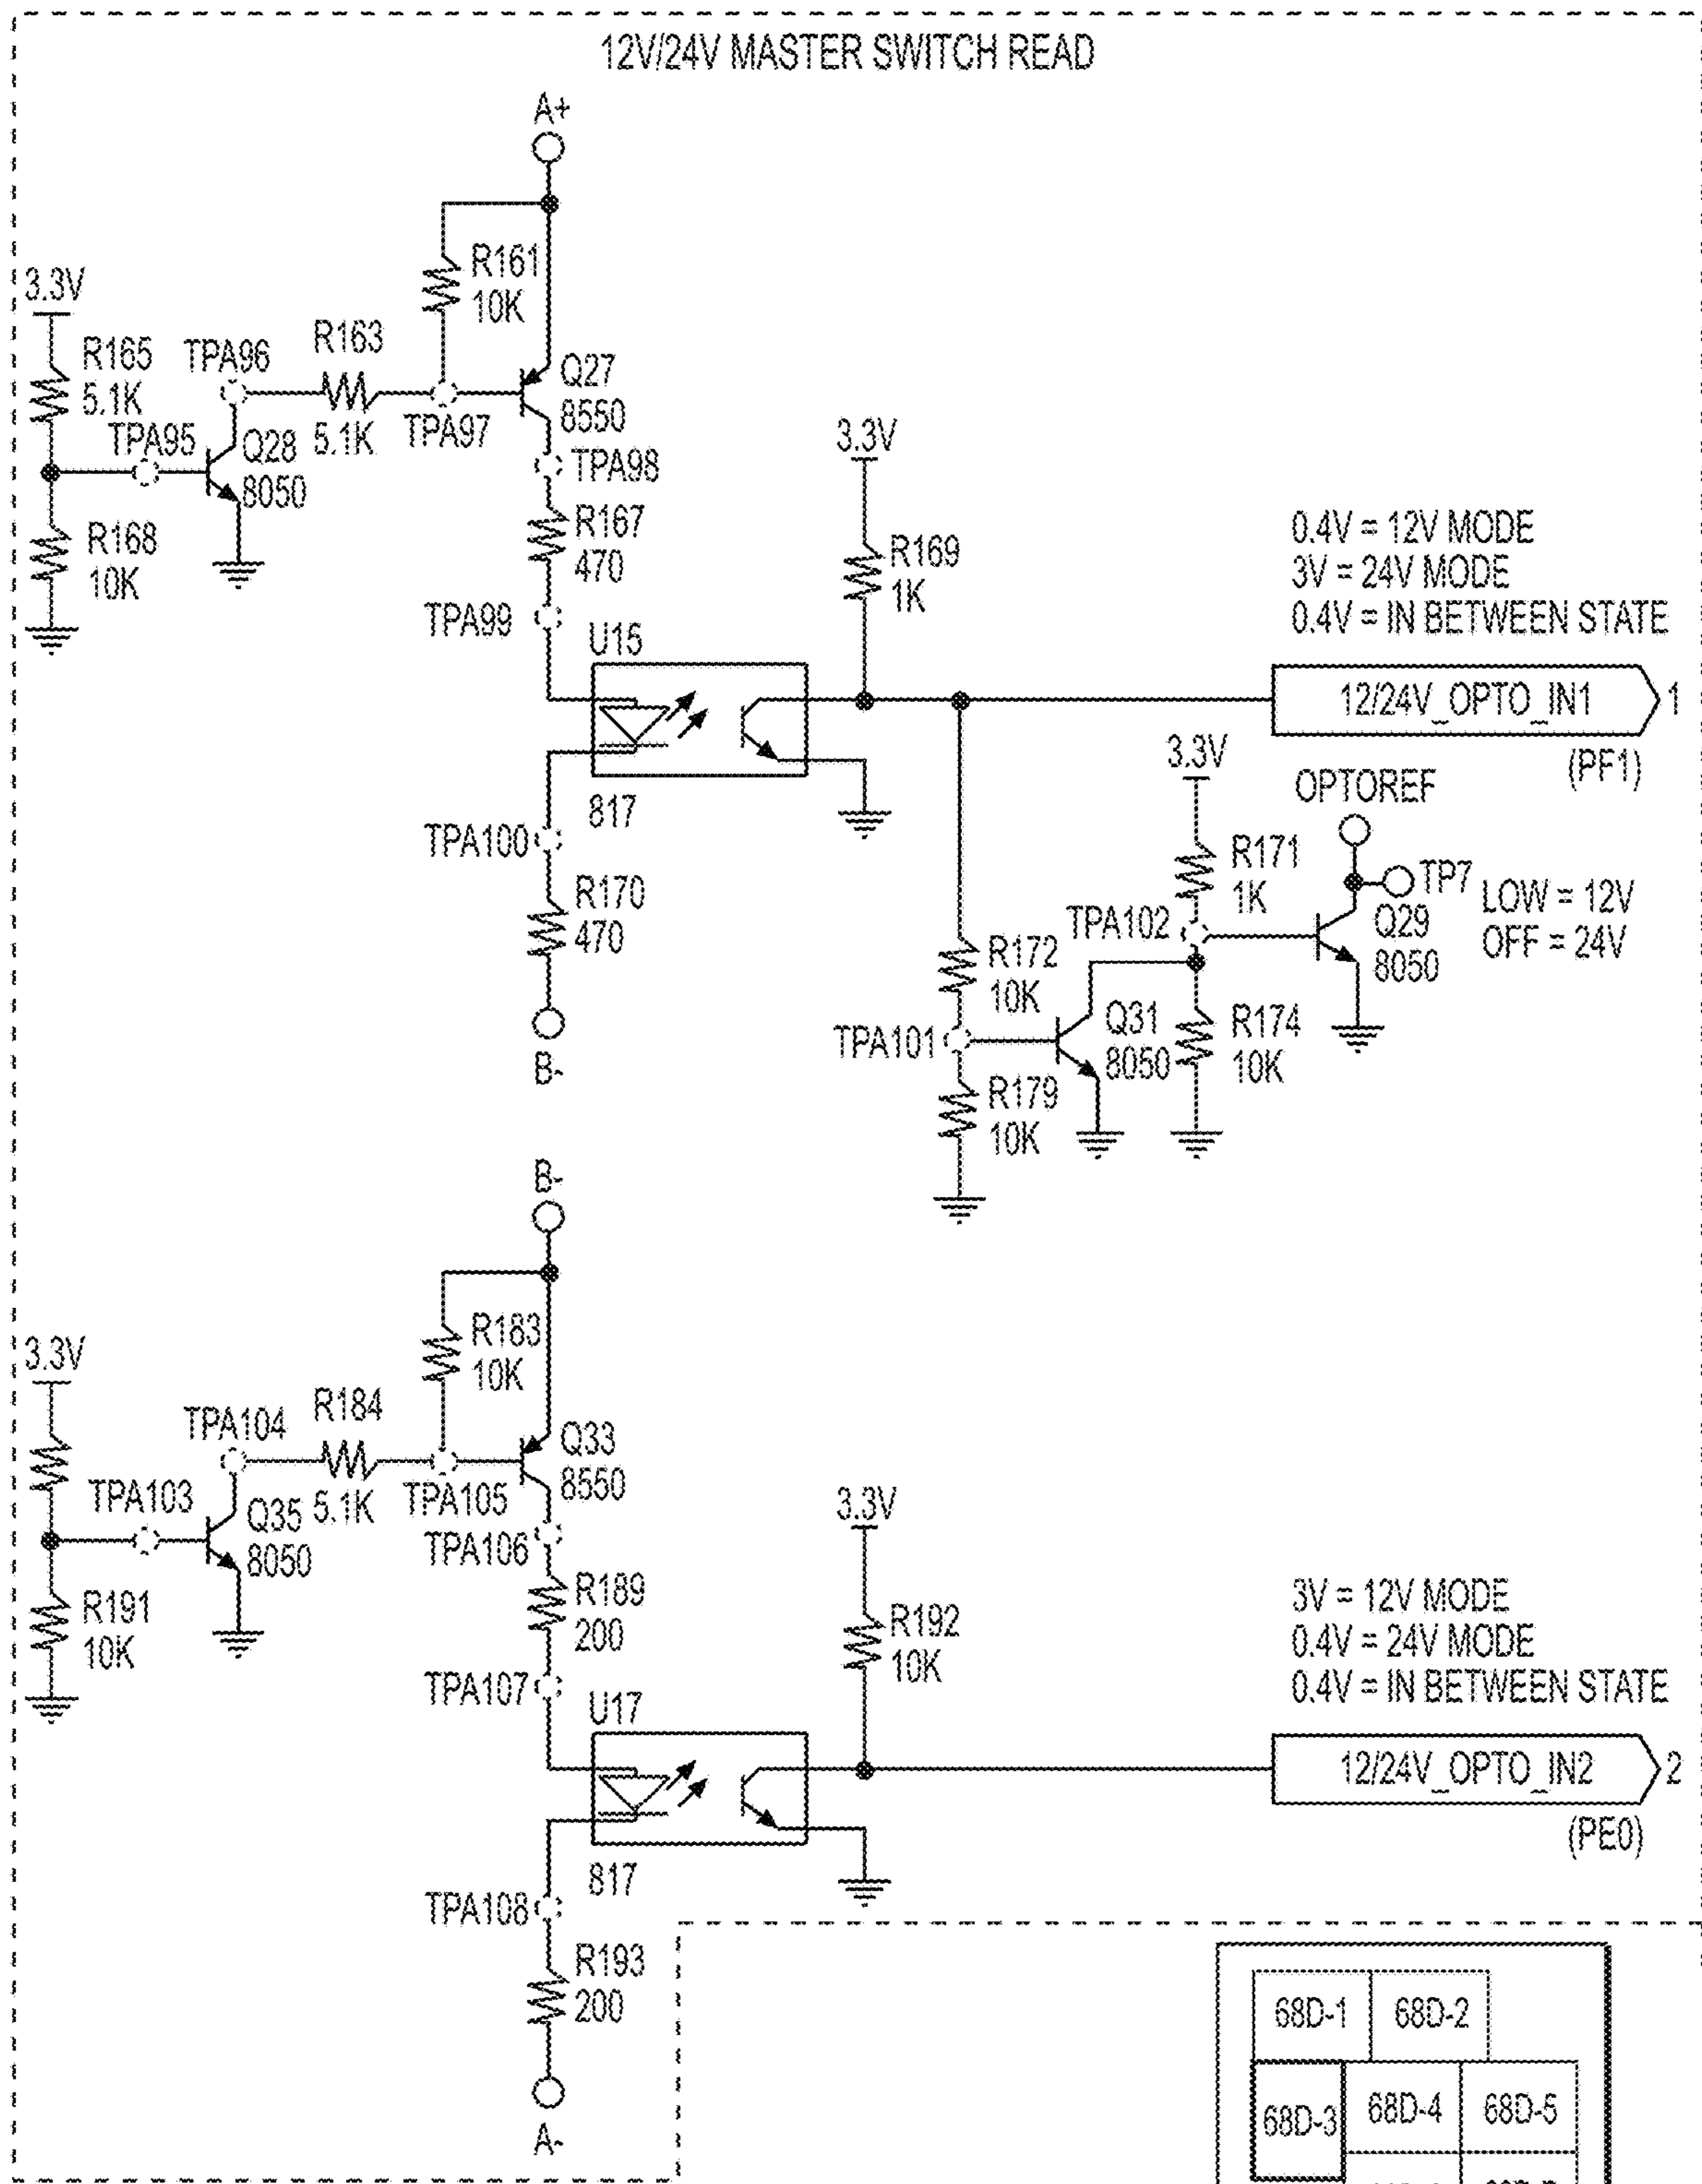 12V/24V MASTER SWITCH READ
A+
R161
10K
3.3V
R165
5.1K
TPA96
R163
5.1K
TPA97
Q27
8550
TPA95
Q28
8050
TPA98
R168
10K
R167
470
3.3V
R169
1K
TPA99
U15
0.4V = 12V MODE
3V = 24V MODE
0.4V = IN BETWEEN STATE
12/24V_OPTO_IN1
1
(PF1)
817
TPA100
R170
470
B-
3.3V
OPTOREF
R171
1K
TP7
LOW = 12V
OFF = 24V
TPA102
Q29
8050
R172
10K
TPA101
Q31
8050
R174
10K
R179
10K
B-
R183
10K
3.3V
TPA104
R184
5.1K
TPA105
Q33
8550
TPA103
Q35
8050
TPA106
R191
10K
R189
200
3.3V
R192
10K
TPA107
U17
3V = 12V MODE
0.4V = 24V MODE
0.4V = IN BETWEEN STATE
12/24V_OPTO_IN2
2
(PE0)
817
TPA108
R193
200
A-
68D-1
68D-2
68D-3
68D-4
68D-5